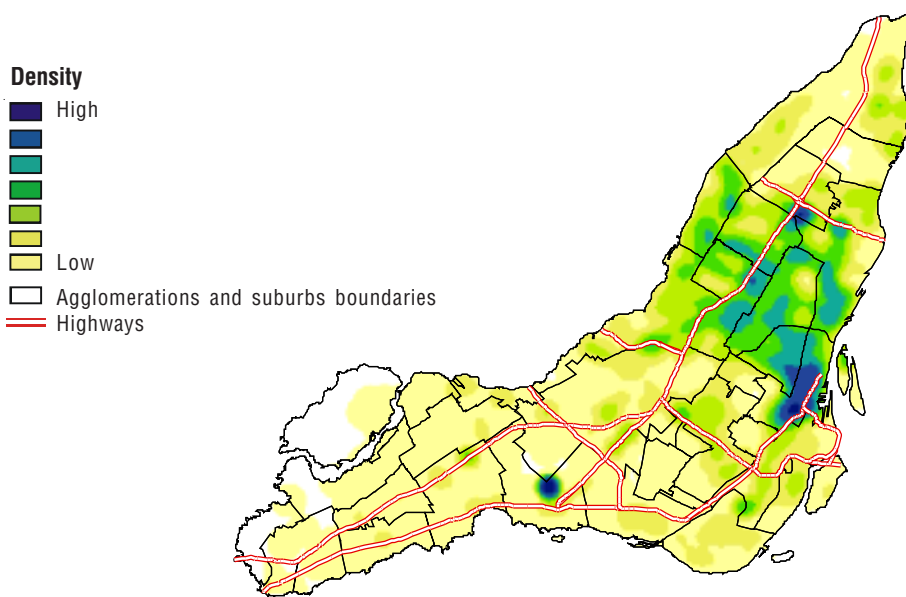 Density
High
Low
Agglomerations and suburbs boundaries
Highways